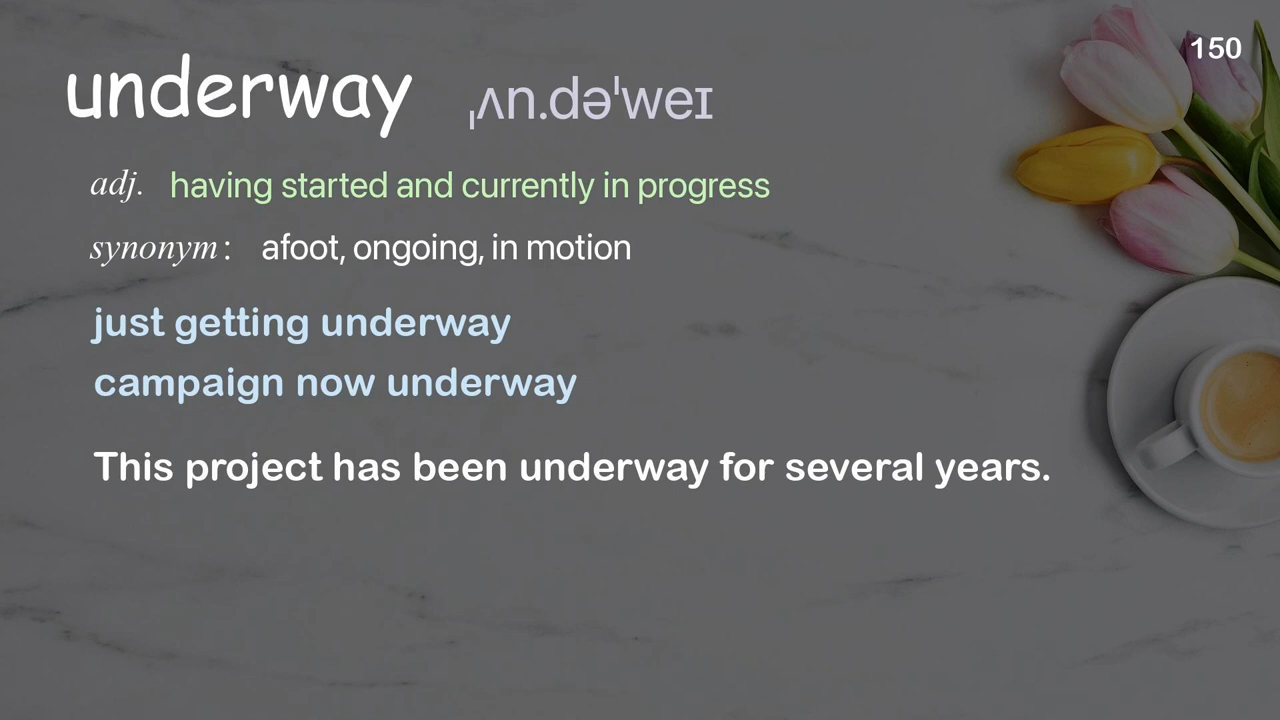 150
underway ˌʌn.dəˈweɪ
adj. having started and currently in progress
synonym: afoot, ongoing, in motion
just getting underway
campaign now underway
This project has been underway for several years.